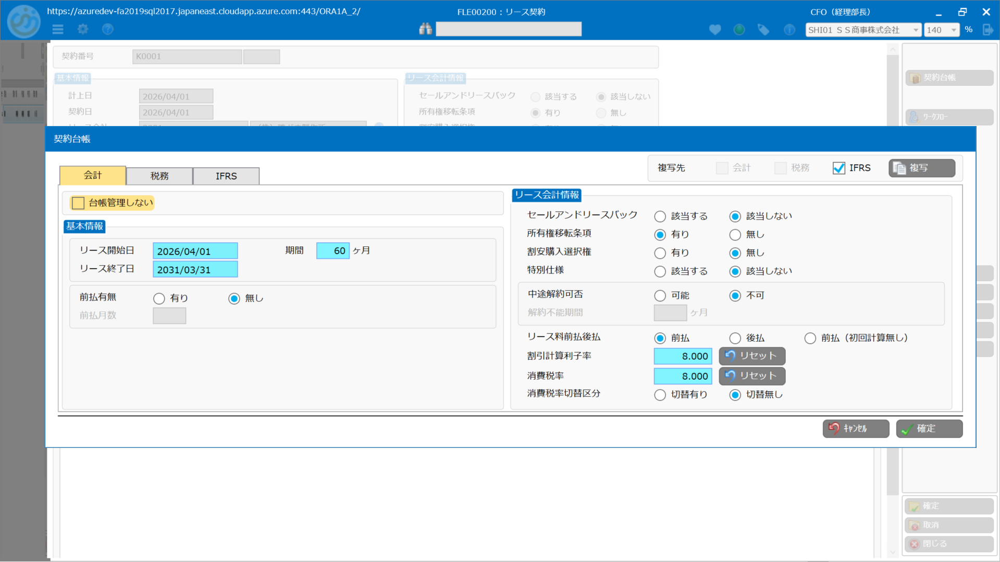 https://azuredev-fa2019sql2017.japaneast.cloudapp.azure.com:443/ORA1A_2/
FLE00200：リース契約
CFO（経理部長）
SHI01 ＳＳ商事株式会社
140
%
契約番号
K0001
基本情報
リース会計情報
契約台帳
計上日
2026/04/01
セールアンドリースバック
該当する
該当しない
契約日
2026/04/01
所有権移転条項
有り
無し
ﾜｰｸﾌﾛｰ
契約台帳
複写先
会計
税務
IFRS
複写
会計
税務
IFRS
台帳管理しない
基本情報
リース開始日
2026/04/01
期間
60
ヶ月
リース終了日
2031/03/31
前払有無
有り
無し
前払月数
リース会計情報
セールアンドリースバック
該当する
該当しない
所有権移転条項
有り
無し
割安購入選択権
有り
無し
特別仕様
該当する
該当しない
中途解約可否
可能
不可
解約不能期間
ヶ月
リース料前払後払
前払
後払
前払（初回計算無し）
割引計算利子率
8.000
リセット
消費税率
8.000
リセット
消費税率切替区分
切替有り
切替無し
ｷｬﾝｾﾙ
確定
確定
取消
閉じる